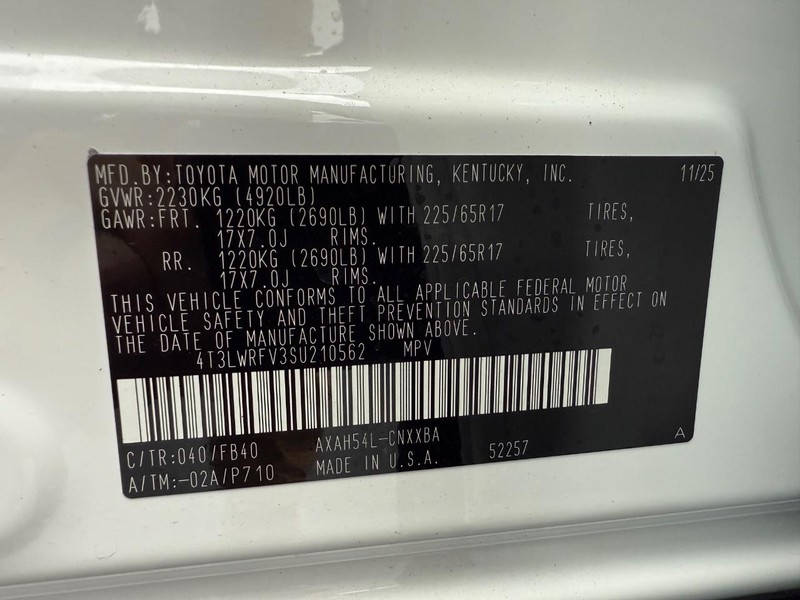 MFD.BY:TOYOTA MOTOR MANUFACTURING, KENTUCKY, INC. 11/25
GVWR:2230KG (4920LB)
GAWR:FRT. 1220KG (2690LB) WITH 225/65R17 TIRES,
17X7.0J RIMS.
RR. 1220KG (2690LB) WITH 225/65R17 TIRES,
17X7.0J RIMS.
THIS VEHICLE CONFORMS TO ALL APPLICABLE FEDERAL MOTOR
VEHICLE SAFETY AND THEFT PREVENTION STANDARDS IN EFFECT ON
THE DATE OF MANUFACTURE SHOWN ABOVE.
4T3LWRFV3SU210562 MPV
C/TR:040/FB40 AXAH54L-CNXXBA
A/TM:-02A/P710 MADE IN U.S.A. 52257 A